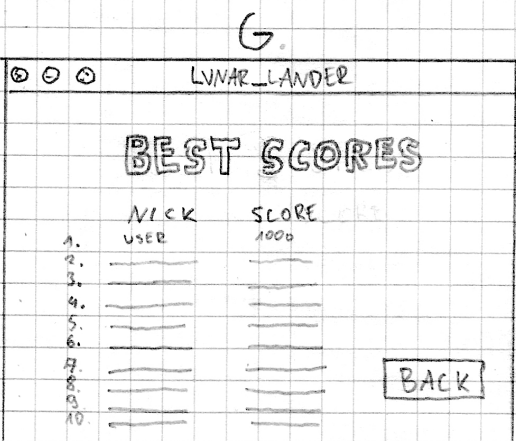 G.
LUNAR_LANDER
BEST SCORES
NICK SCORE
1. USER 1000
2.
3.
4.
5.
6.
7.
8.
9
10.
BACK